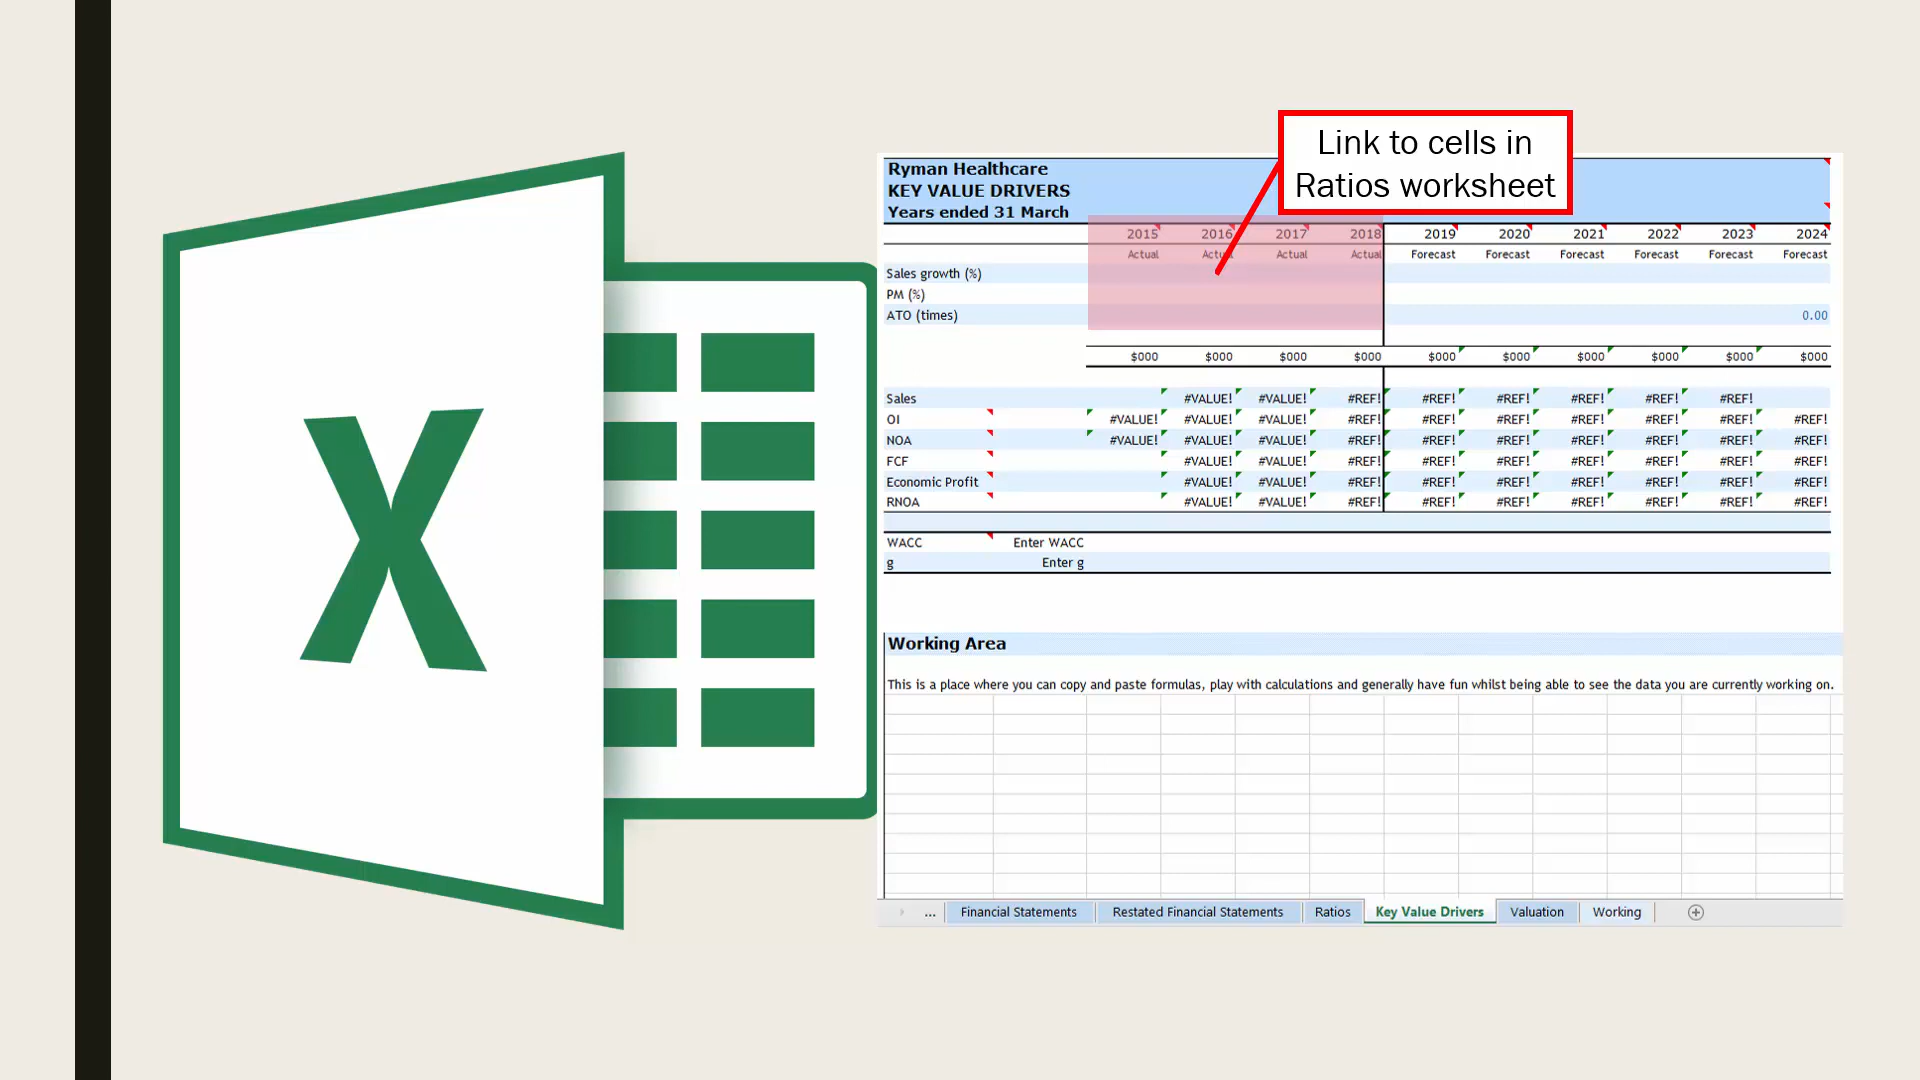 Link to cells in
Ratios worksheet
Ryman Healthcare
KEY VALUE DRIVERS
Years ended 31 March
2015 2016 2017 2018 2019 2020 2021 2022 2023 2024
Actual Actual Actual Actual Forecast Forecast Forecast Forecast Forecast Forecast
Sales growth (%)
PM (%)
ATO (times) 0.00
$000 $000 $000 $000 $000 $000 $000 $000 $000 $000
Sales #VALUE! #VALUE! #REF! #REF! #REF! #REF! #REF! #REF!
OI #VALUE! #VALUE! #VALUE! #REF! #REF! #REF! #REF! #REF! #REF! #REF!
NOA #VALUE! #VALUE! #VALUE! #REF! #REF! #REF! #REF! #REF! #REF! #REF!
FCF #VALUE! #VALUE! #REF! #REF! #REF! #REF! #REF! #REF! #REF!
Economic Profit #VALUE! #VALUE! #REF! #REF! #REF! #REF! #REF! #REF! #REF!
RNOA #VALUE! #VALUE! #REF! #REF! #REF! #REF! #REF! #REF! #REF!
WACC Enter WACC
g Enter g
Working Area
This is a place where you can copy and paste formulas, play with calculations and generally have fun whilst being able to see the data you are currently working on.
... Financial Statements Restated Financial Statements Ratios Key Value Drivers Valuation Working
X